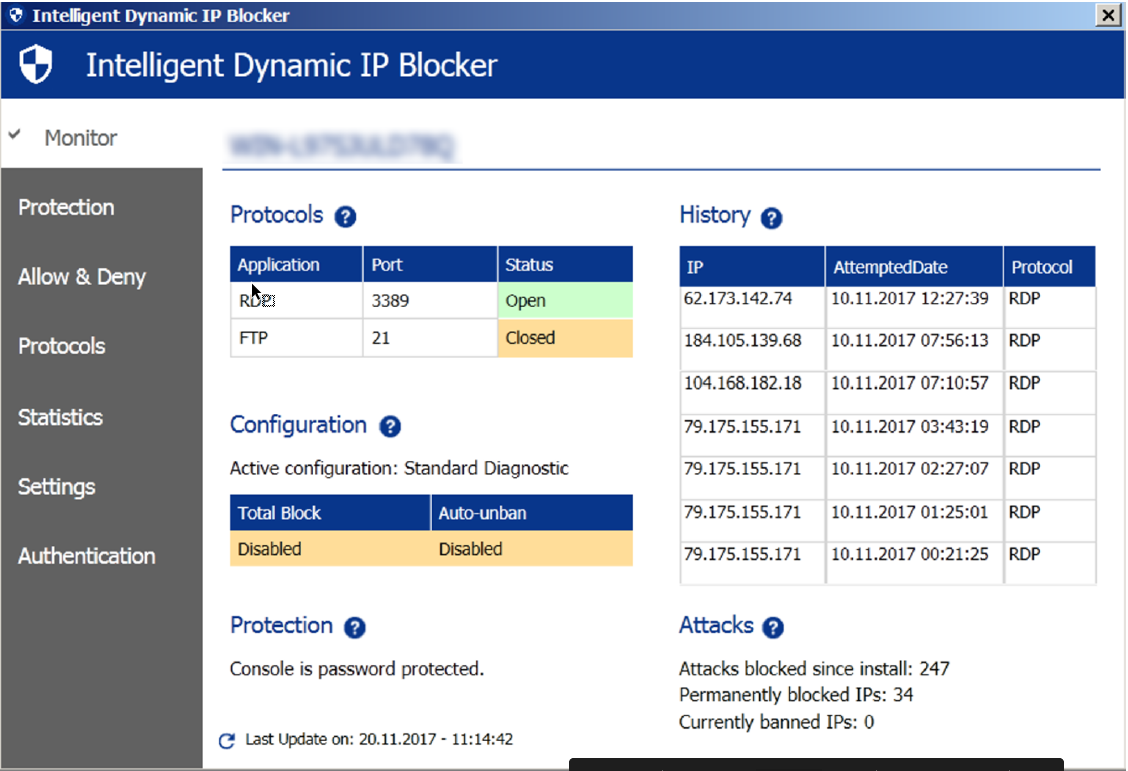 Intelligent Dynamic IP Blocker
Intelligent Dynamic IP Blocker
Monitor
Protection
Allow & Deny
Protocols
Statistics
Settings
Authentication
Protocols ?
Application Port Status
RDP 3389 Open
FTP 21 Closed
Configuration ?
Active configuration: Standard Diagnostic
Total Block Auto-unban
Disabled Disabled
Protection ?
Console is password protected.
Last Update on: 20.11.2017 - 11:14:42
History ?
IP AttemptedDate Protocol
62.173.142.74 10.11.2017 12:27:39 RDP
184.105.139.68 10.11.2017 07:56:13 RDP
104.168.182.18 10.11.2017 07:10:57 RDP
79.175.155.171 10.11.2017 03:43:19 RDP
79.175.155.171 10.11.2017 02:27:07 RDP
79.175.155.171 10.11.2017 01:25:01 RDP
79.175.155.171 10.11.2017 00:21:25 RDP
Attacks ?
Attacks blocked since install: 247
Permanently blocked IPs: 34
Currently banned IPs: 0